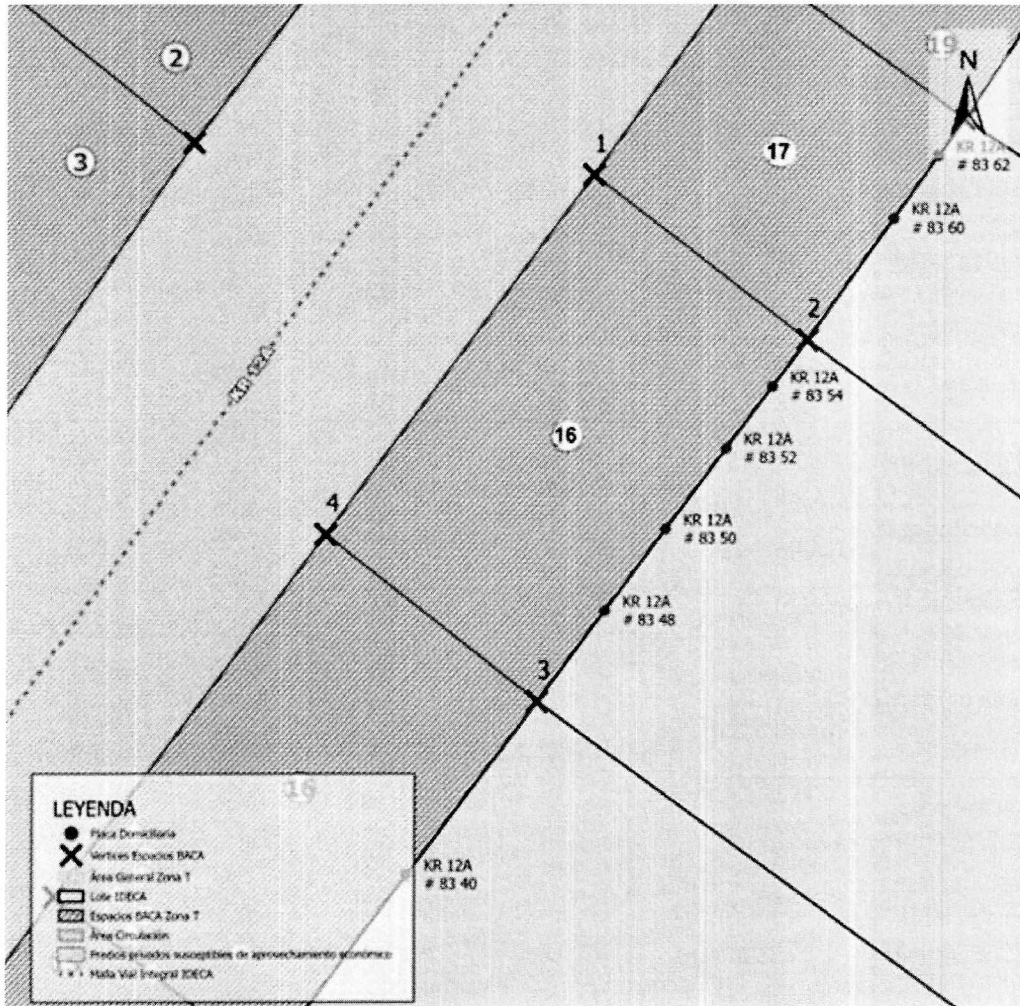 2
3
1
17
19
N
KR 12A
# 83 62
KR 12A
# 83 60
2
KR 12A
# 83 54
KR 12A
# 83 52
16
KR 12A
# 83 50
4
KR 12A
# 83 48
3
KR 12A
# 83 40
LEYENDA
Placa Domiciliaria
Vertices Espacios BACA
Área General Zona T
Lote IDECA
Espacios BACA Zona T
Área Circulación
Predios privados susceptibles de aprovechamiento económico
Malla Vial Integral IDECA